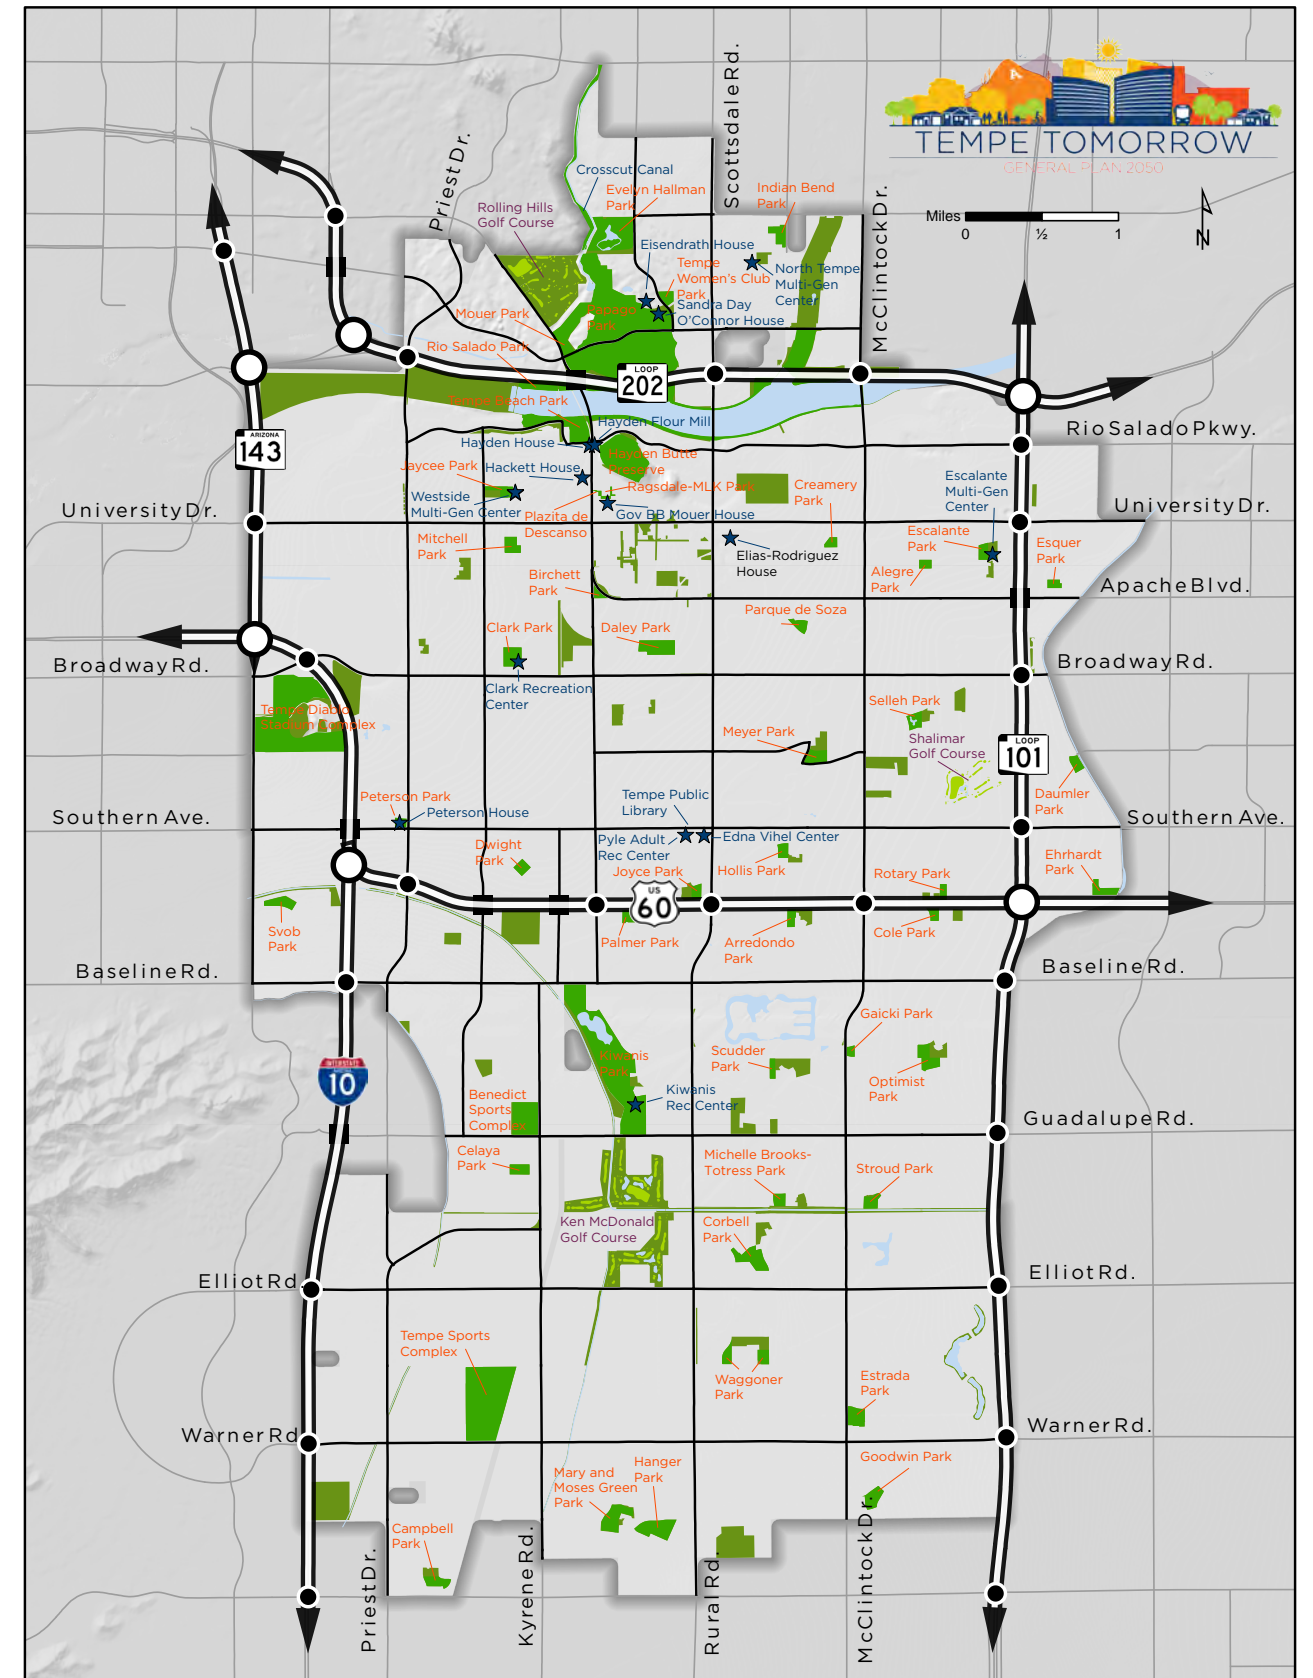 TEMPE TOMORROW
GENERAL PLAN 2050
Miles
0
½
1
N
Scottsdale Rd.
Priest Dr.
McClintock Dr.
Crosscut Canal
Evelyn Hallman
Park
Indian Bend
Park
Rolling Hills
Golf Course
Eisendrath House
Tempe
Women's Club
Park
North Tempe
Multi-Gen
Center
Sandra Day
O'Connor House
Papago
Park
Mouer Park
Rio Salado Park
LOOP
202
Tempe Beach Park
Hayden Flour Mill
Rio Salado Pkwy.
ARIZONA
143
Hayden House
Hayden Butte
Preserve
Jaycee Park
Hackett House
Escalante
Multi-Gen
Center
Ragsdale-MLK Park
Creamery
Park
Westside
Multi-Gen Center
University Dr.
University Dr.
Plazita de
Descanso
Gov BB Mouer House
Mitchell
Park
Escalante
Park
Esquer
Park
Elias-Rodriguez
House
Alegre
Park
Birchett
Park
Apache Blvd.
Parque de Soza
Clark Park
Daley Park
Broadway Rd.
Broadway Rd.
Clark Recreation
Center
Selleh Park
Tempe Diablo
Stadium Complex
Meyer Park
Shalimar
Golf Course
LOOP
101
Daumler
Park
Peterson Park
Peterson House
Tempe Public
Library
Southern Ave.
Southern Ave.
Pyle Adult
Rec Center
Edna Vihel Center
Dwight
Park
Hollis Park
Ehrhardt
Park
Joyce Park
Rotary Park
US
60
Svob
Park
Palmer Park
Arredondo
Park
Cole Park
Baseline Rd.
Baseline Rd.
Gaicki Park
Kiwanis
Park
Scudder
Park
Optimist
Park
INTERSTATE
10
Benedict
Sports
Complex
Kiwanis
Rec Center
Guadalupe Rd.
Celaya
Park
Michelle Brooks-
Totress Park
Stroud Park
Ken McDonald
Golf Course
Corbell
Park
Elliot Rd.
Elliot Rd.
Tempe Sports
Complex
Waggoner
Park
Estrada
Park
Warner Rd.
Warner Rd.
Mary and
Moses Green
Park
Hanger
Park
Goodwin Park
Campbell
Park
Priest Dr.
Kyrene Rd.
Rural Rd.
McClintock Dr.